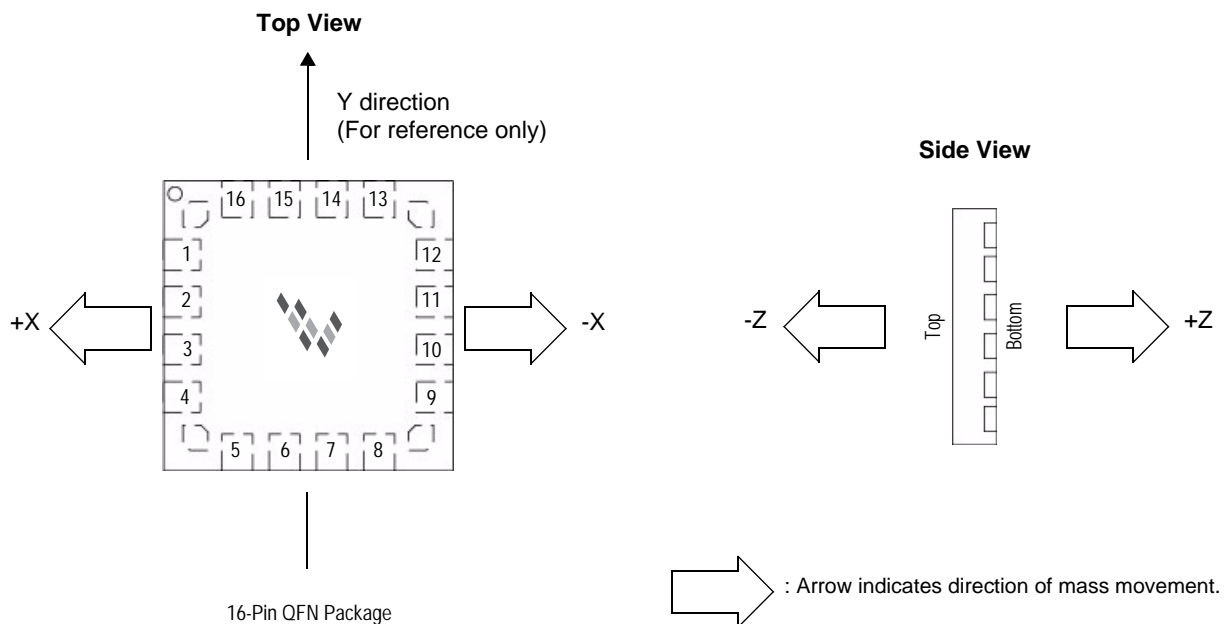 Top View
Y direction
(For reference only)
Side View
16 15 14 13
1 12
2 11
+X -X
3 10
4 9
5 6 7 8
-Z Top Bottom +Z
: Arrow indicates direction of mass movement.
16-Pin QFN Package